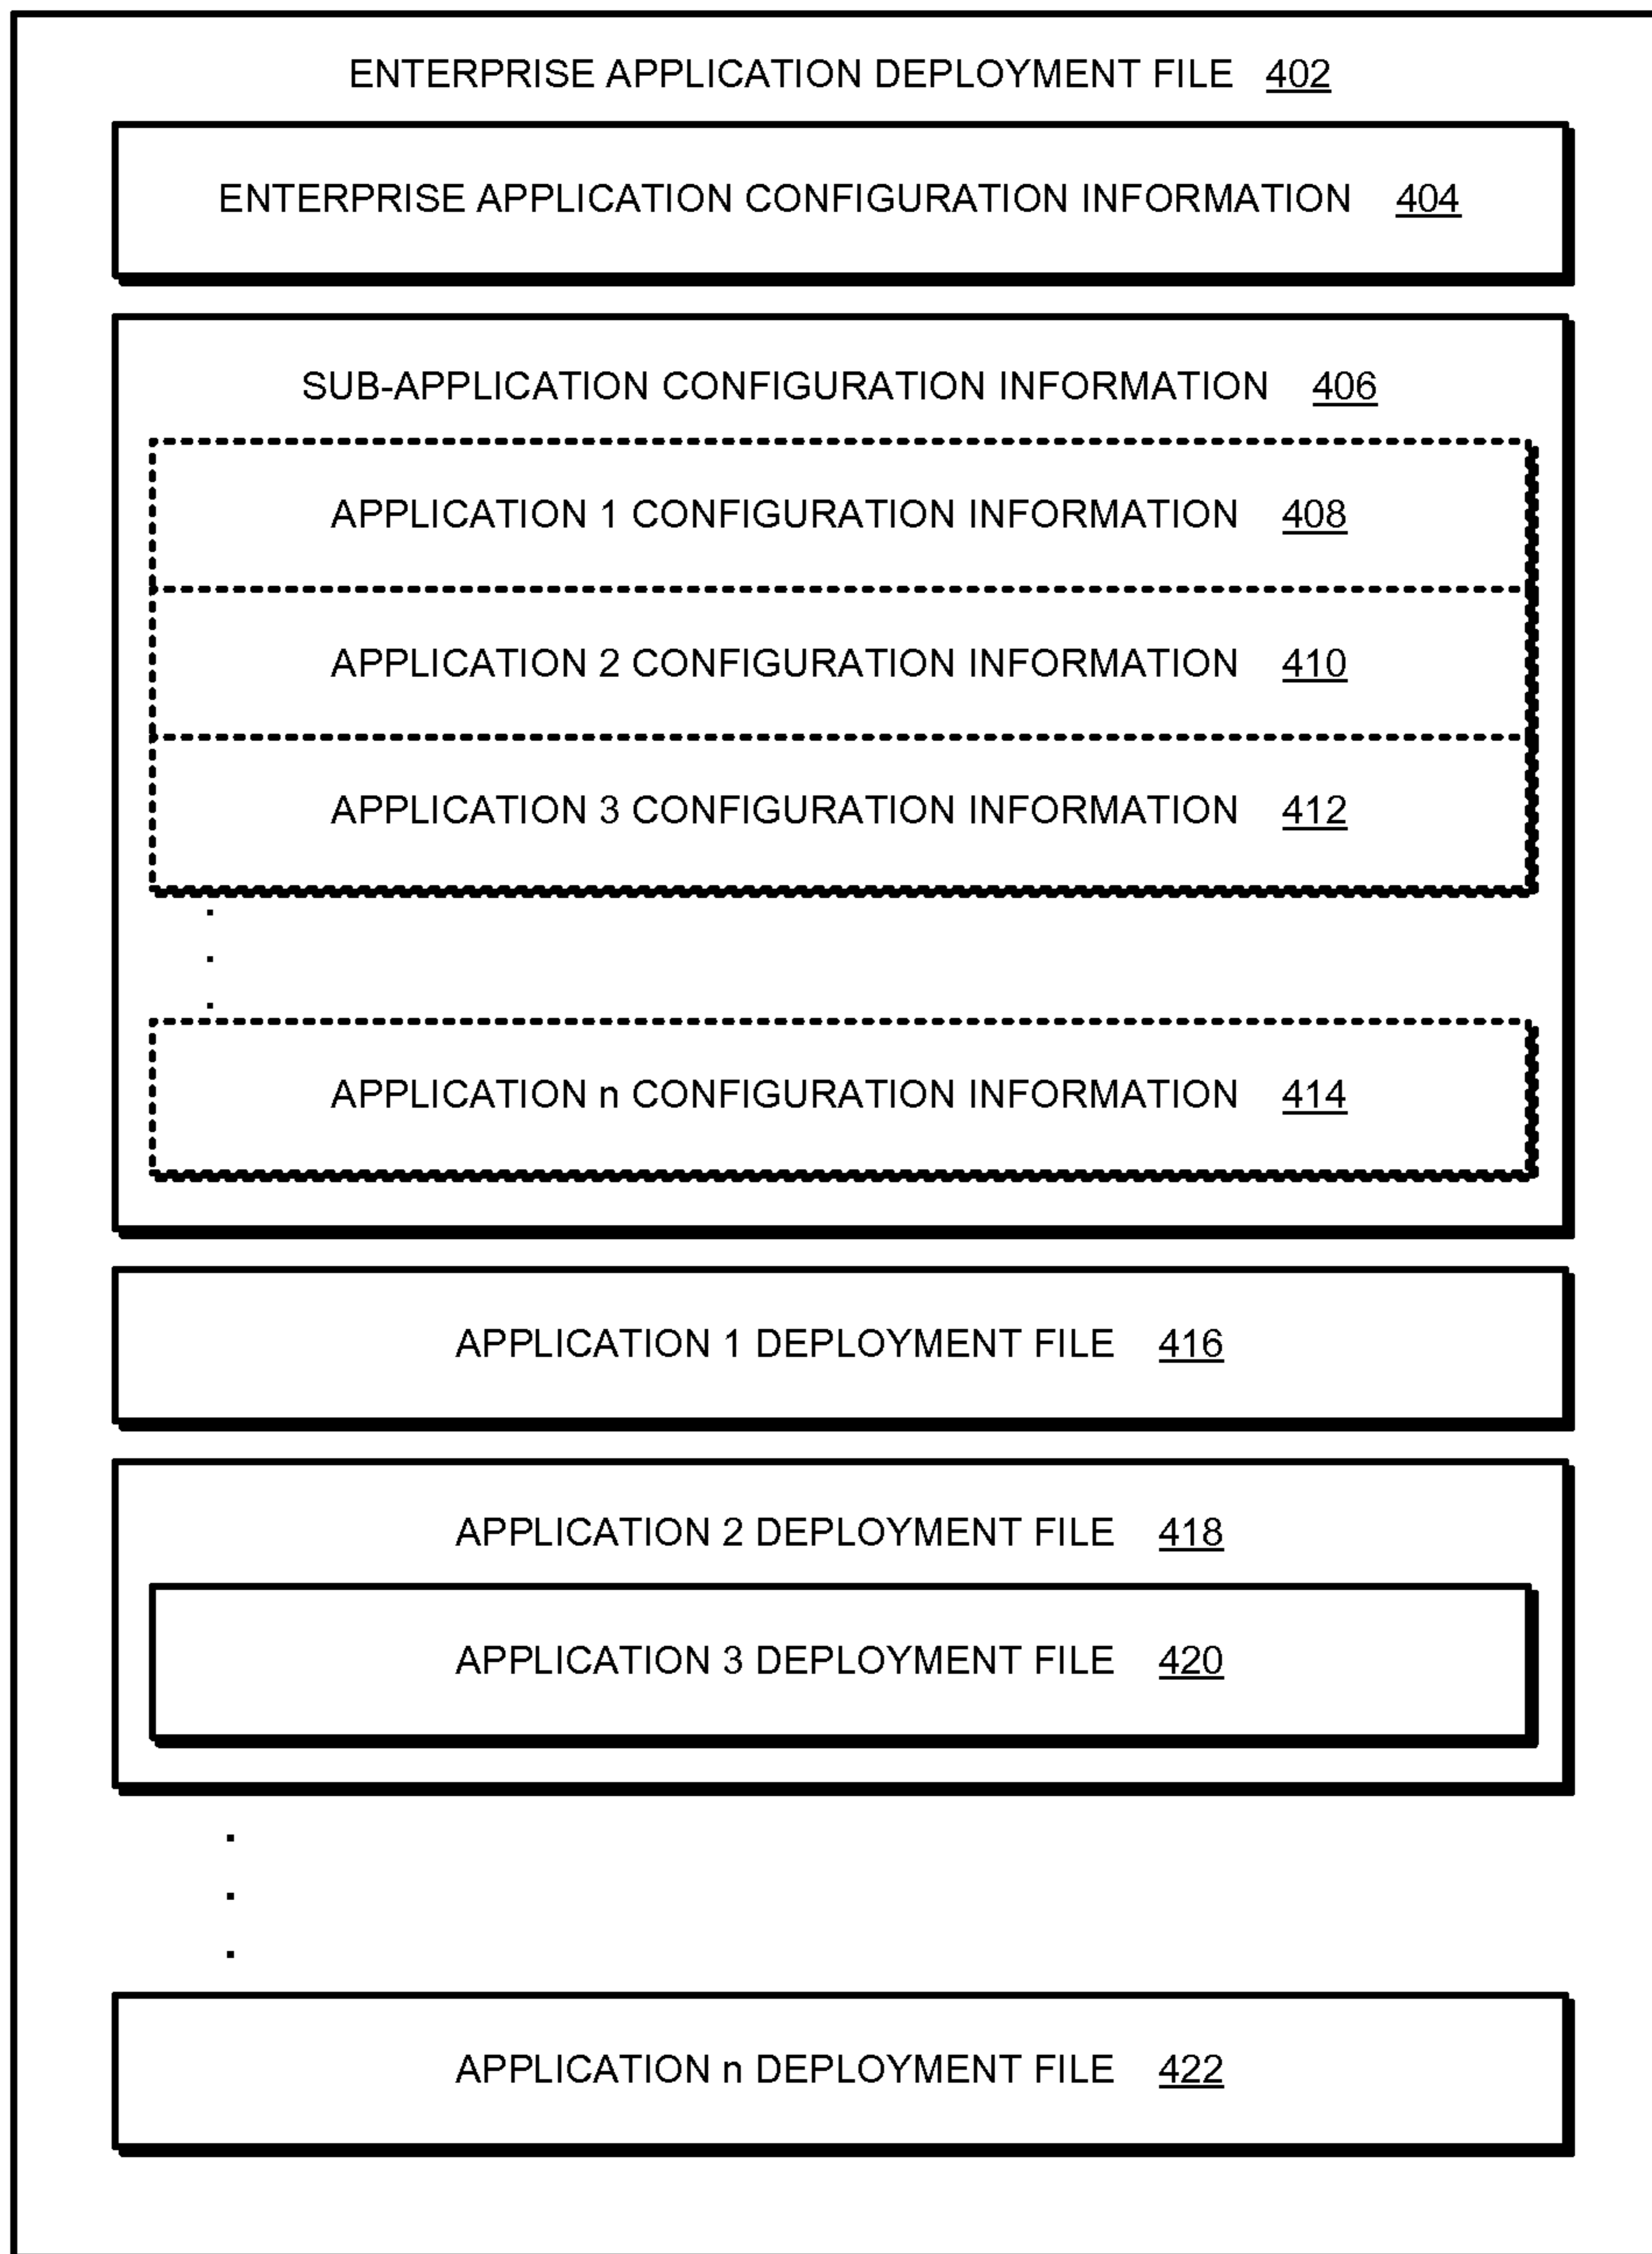 ENTERPRISE APPLICATION DEPLOYMENT FILE 402
ENTERPRISE APPLICATION CONFIGURATION INFORMATION 404
SUB-APPLICATION CONFIGURATION INFORMATION 406
APPLICATION 1 CONFIGURATION INFORMATION 408
APPLICATION 2 CONFIGURATION INFORMATION 410
APPLICATION 3 CONFIGURATION INFORMATION 412
APPLICATION n CONFIGURATION INFORMATION 414
APPLICATION 1 DEPLOYMENT FILE 416
APPLICATION 2 DEPLOYMENT FILE 418
APPLICATION 3 DEPLOYMENT FILE 420
APPLICATION n DEPLOYMENT FILE 422